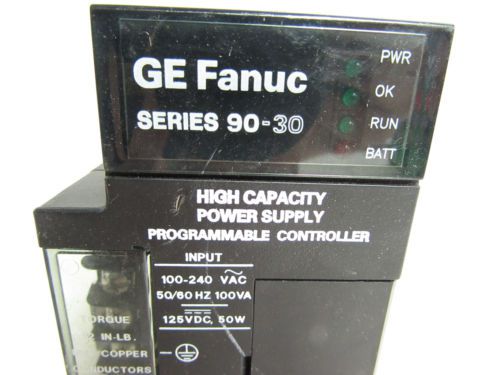 GE Fanuc
SERIES 90-30
PWR
OK
RUN
BATT
HIGH CAPACITY
POWER SUPPLY
PROGRAMMABLE CONTROLLER
INPUT
100-240 VAC
50/60 HZ 100VA
125VDC, 50W
TORQUE
IN-LB.
COPPER
CONDUCTORS